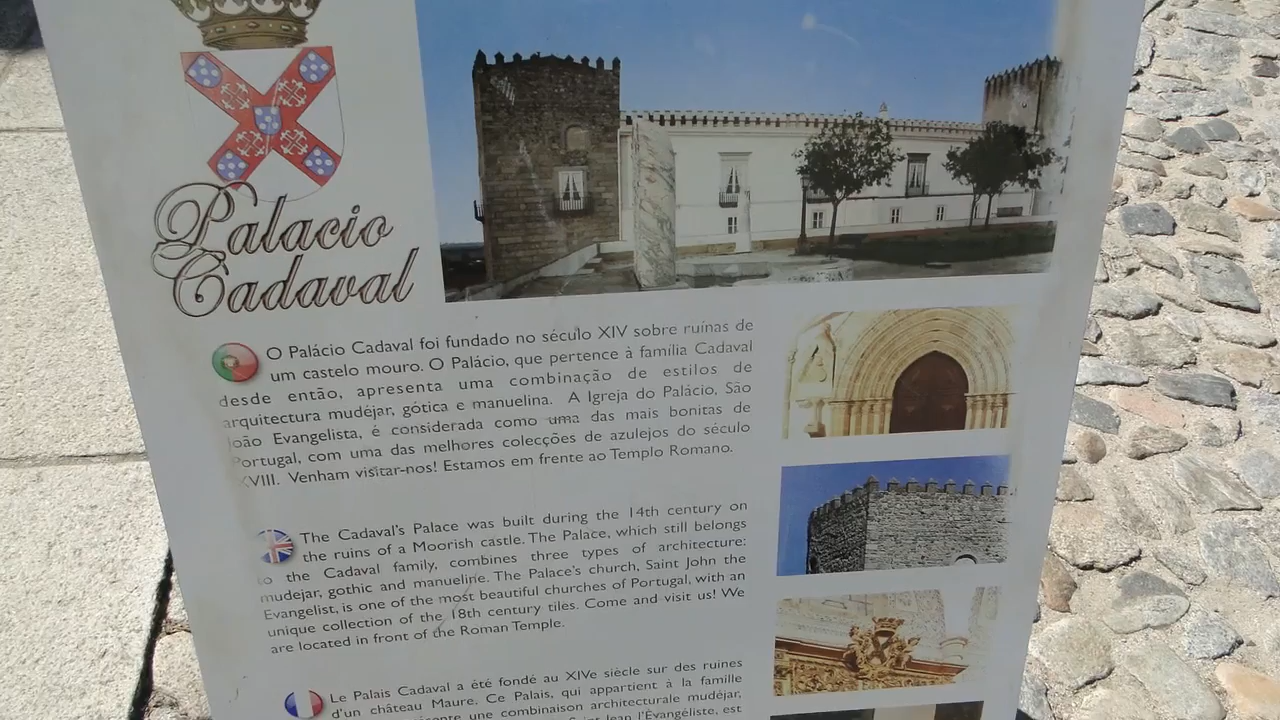 Palacio
Cadaval
O Palácio Cadaval foi fundado no século XIV sobre ruínas de
um castelo mouro. O Palácio, que pertence à família Cadaval
desde então, apresenta uma combinação de estilos de
arquitectura mudéjar, gótica e manuelina. A Igreja do Palácio, São
João Evangelista, é considerada como uma das mais bonitas de
Portugal, com uma das melhores colecções de azulejos do século
XVIII. Venham visitar-nos! Estamos em frente ao Templo Romano.
The Cadaval's Palace was built during the 14th century on
the ruins of a Moorish castle. The Palace, which still belongs
to the Cadaval family, combines three types of architecture:
mudejar, gothic and manueline. The Palace's church, Saint John the
Evangelist, is one of the most beautiful churches of Portugal, with an
unique collection of the 18th century tiles. Come and visit us! We
are located in front of the Roman Temple.
Le Palais Cadaval a été fondé au XIVe siècle sur des ruines
d'un château Maure. Ce Palais, qui appartient à la famille
une combinaison architecturale mudéjar,
Jean l'Évangéliste, est